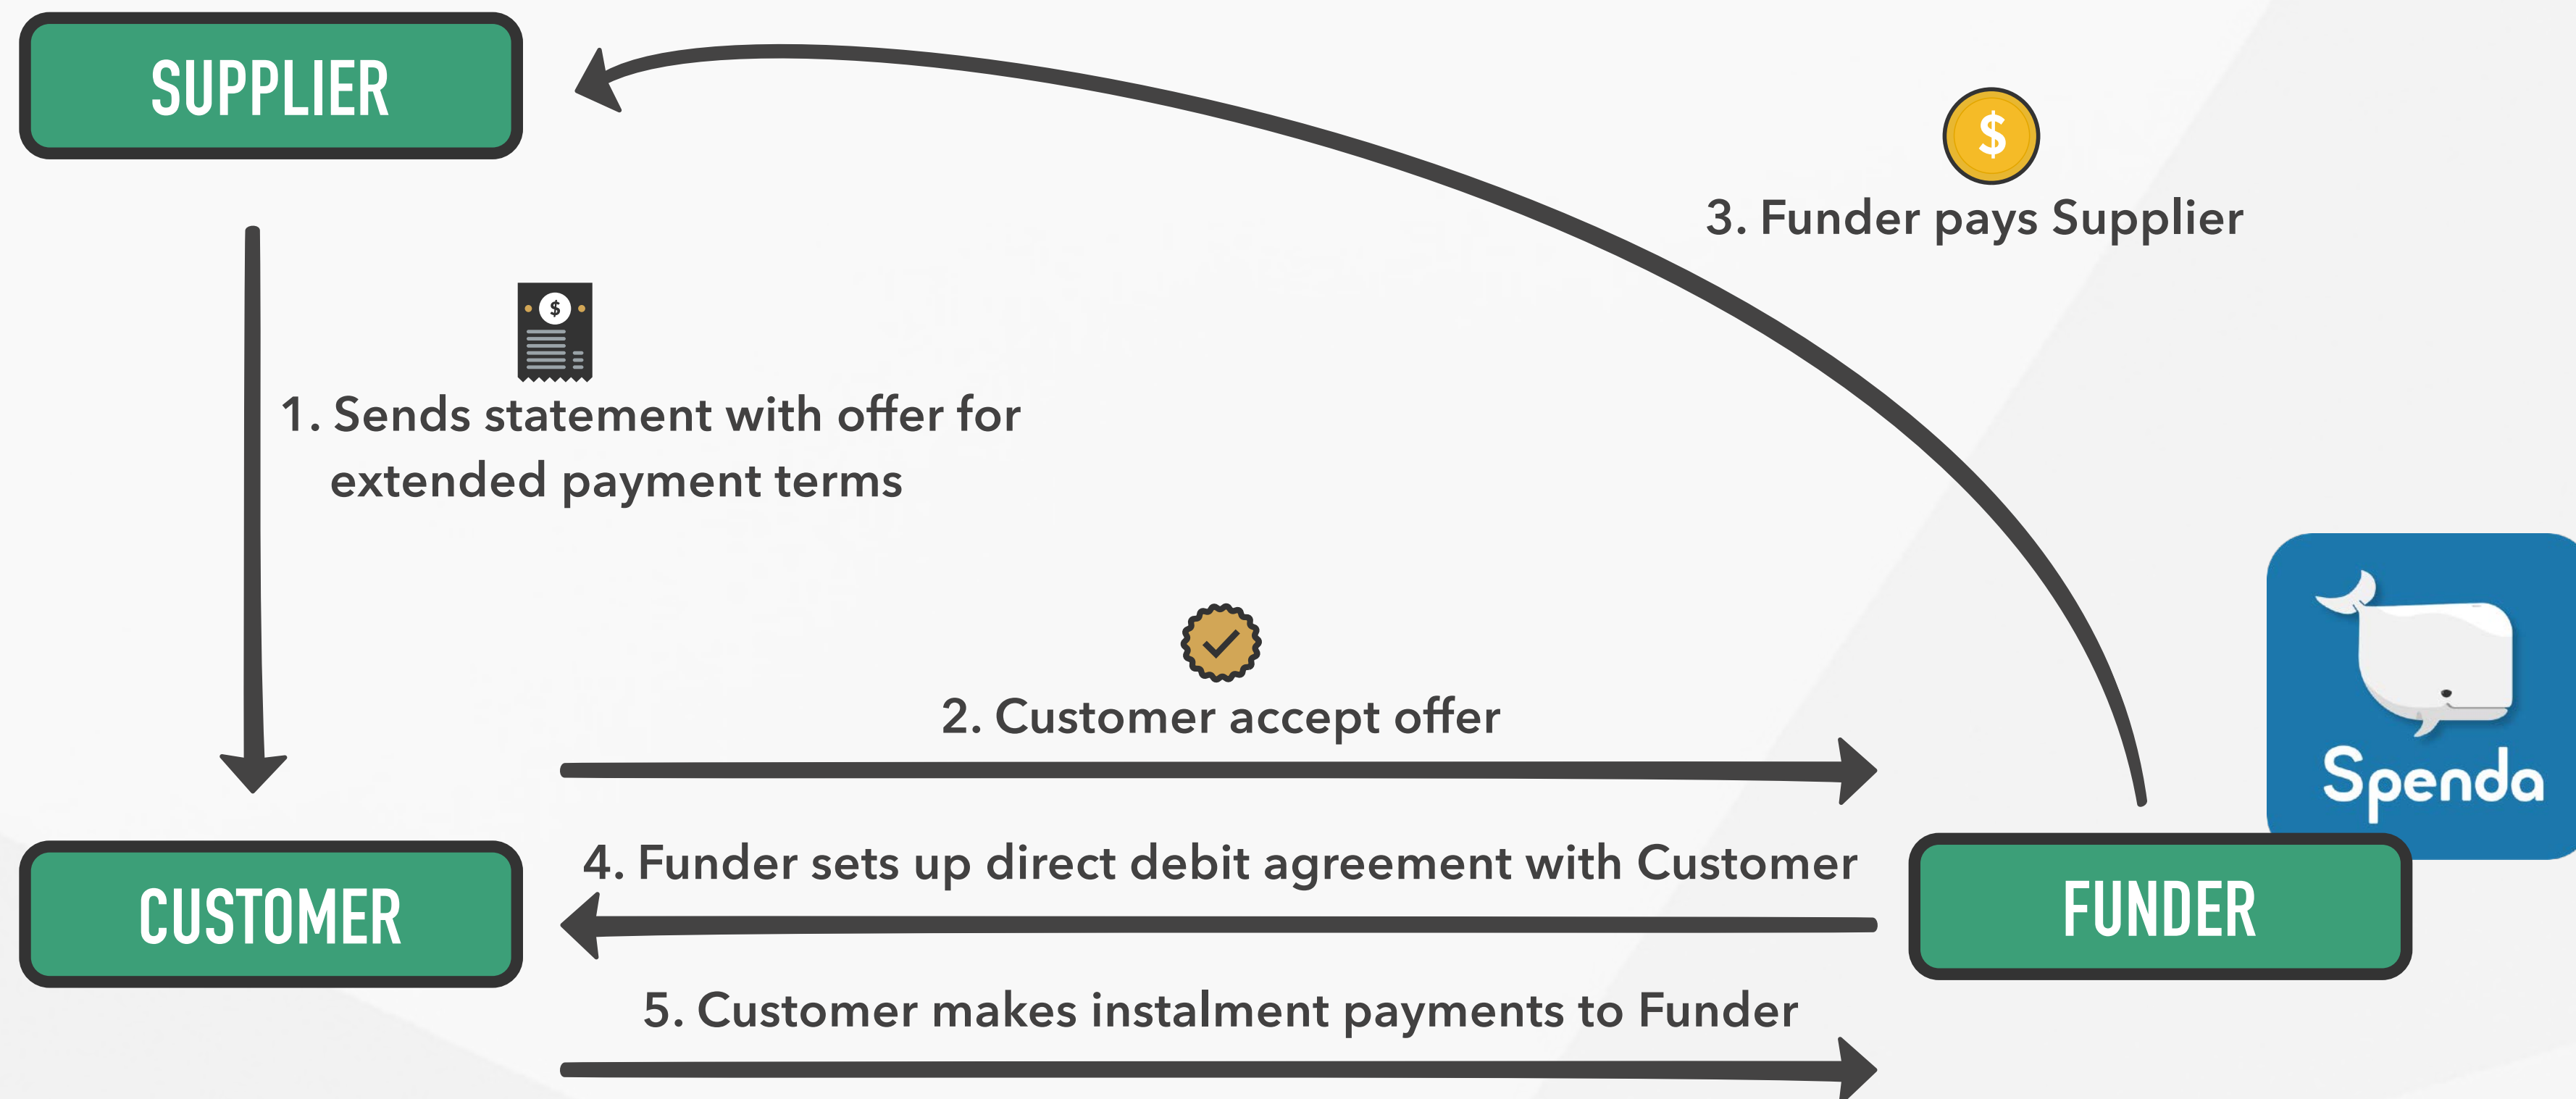 SUPPLIER
$
3. Funder pays Supplier
$
1. Sends statement with offer for
extended payment terms
2. Customer accept offer
Spenda
4. Funder sets up direct debit agreement with Customer
CUSTOMER
FUNDER
5. Customer makes instalment payments to Funder